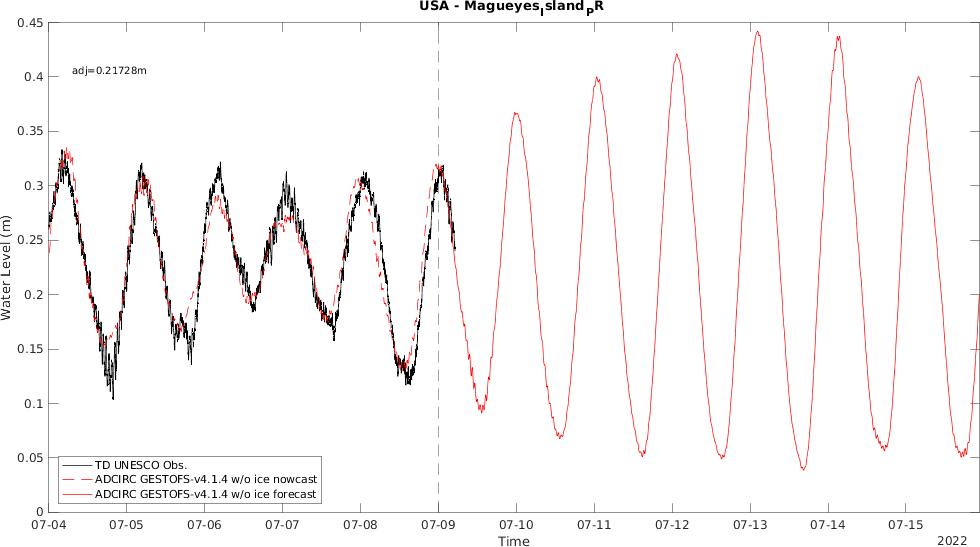 USA - Magueyes_Island_PR
0.45
adj=0.21728m
0.4
0.35
0.3
0.25
0.2
0.15
0.1
0.05
0
Water Level (m)
TD UNESCO Obs.
ADCIRC GESTOFS-v4.1.4 w/o ice nowcast
ADCIRC GESTOFS-v4.1.4 w/o ice forecast
07-04 07-05 07-06 07-07 07-08 07-09 07-10 07-11 07-12 07-13 07-14 07-15
Time
2022